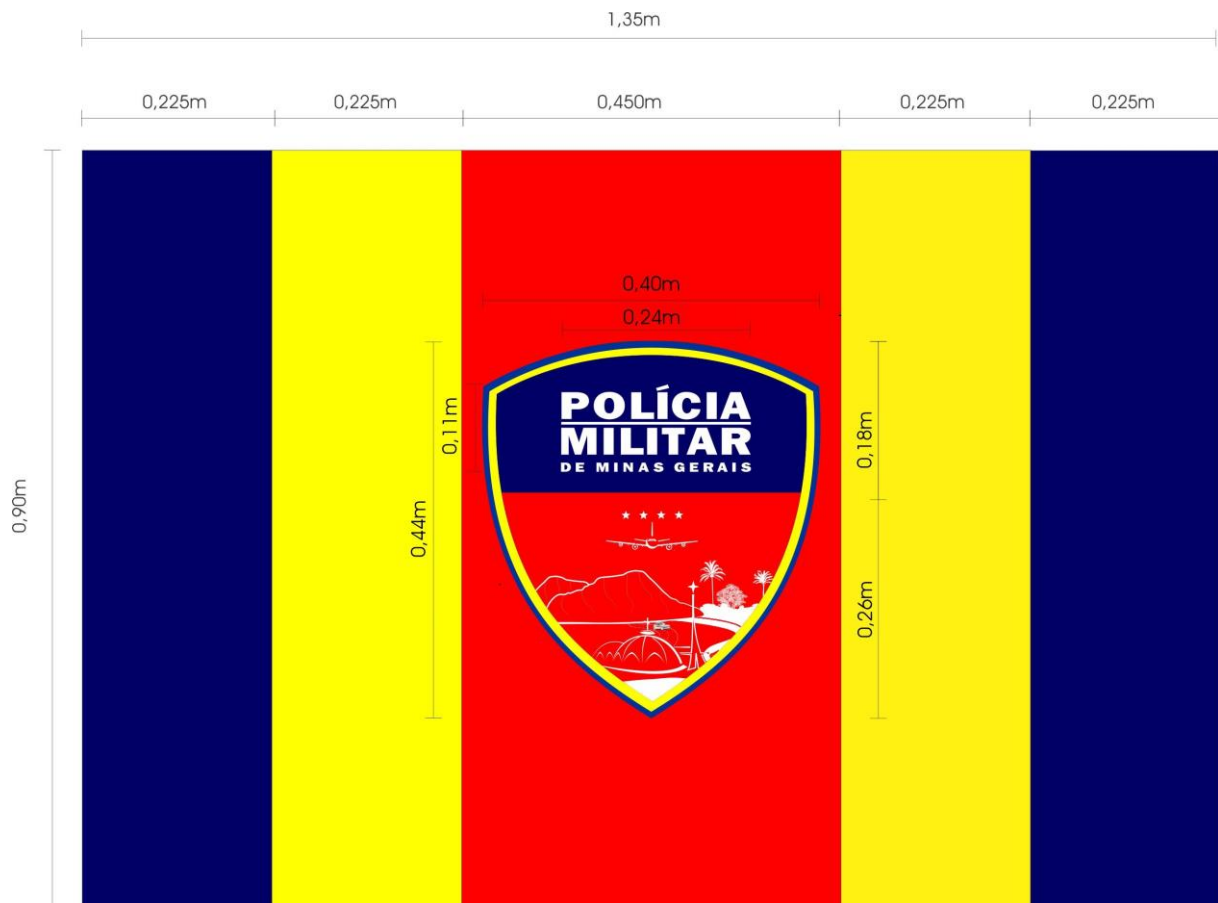 1,35m
0,225m 0,225m 0,450m 0,225m 0,225m
0,40m
0,24m
0,11m
0,44m
0,90m
POLÍCIA
MILITAR
DE MINAS GERAIS
0,18m
0,26m